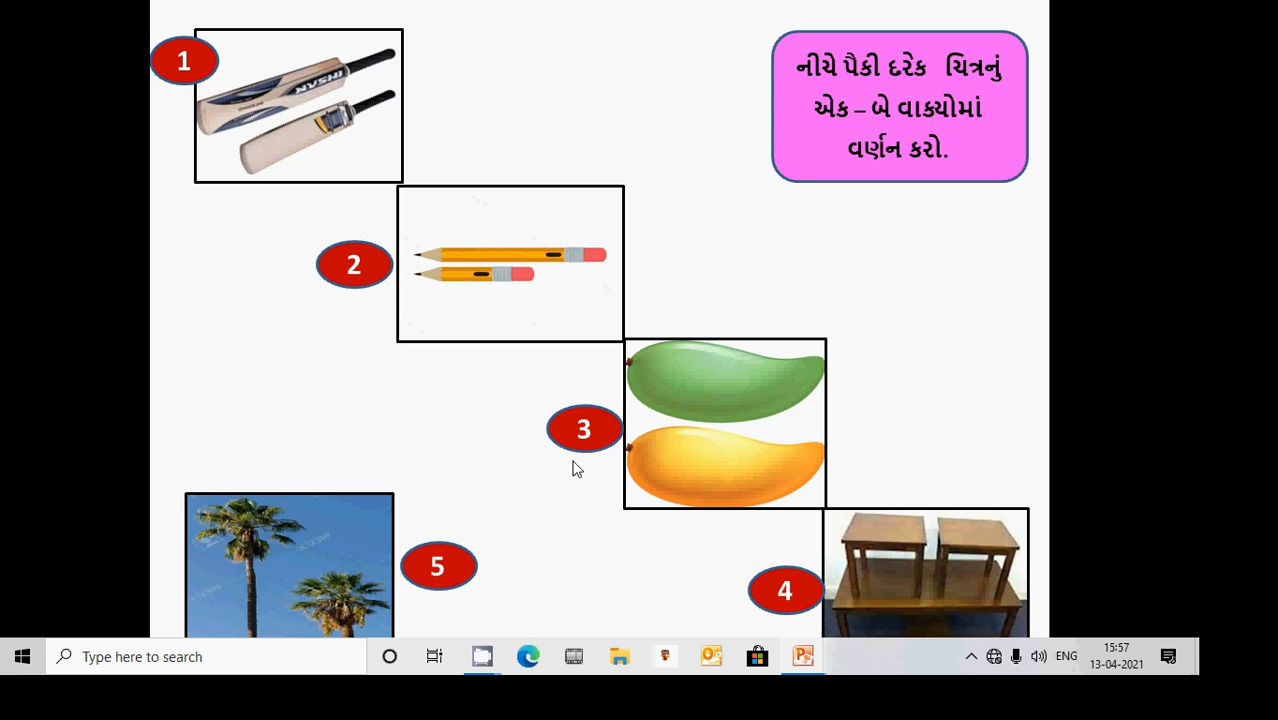 1
IHSAN
નીચે પૈકી દરેક ચિત્રનું
એક – બે વાક્યોમાં
વર્ણન કરો.
2
3
5
4
Type here to search
ENG
15:57
13-04-2021